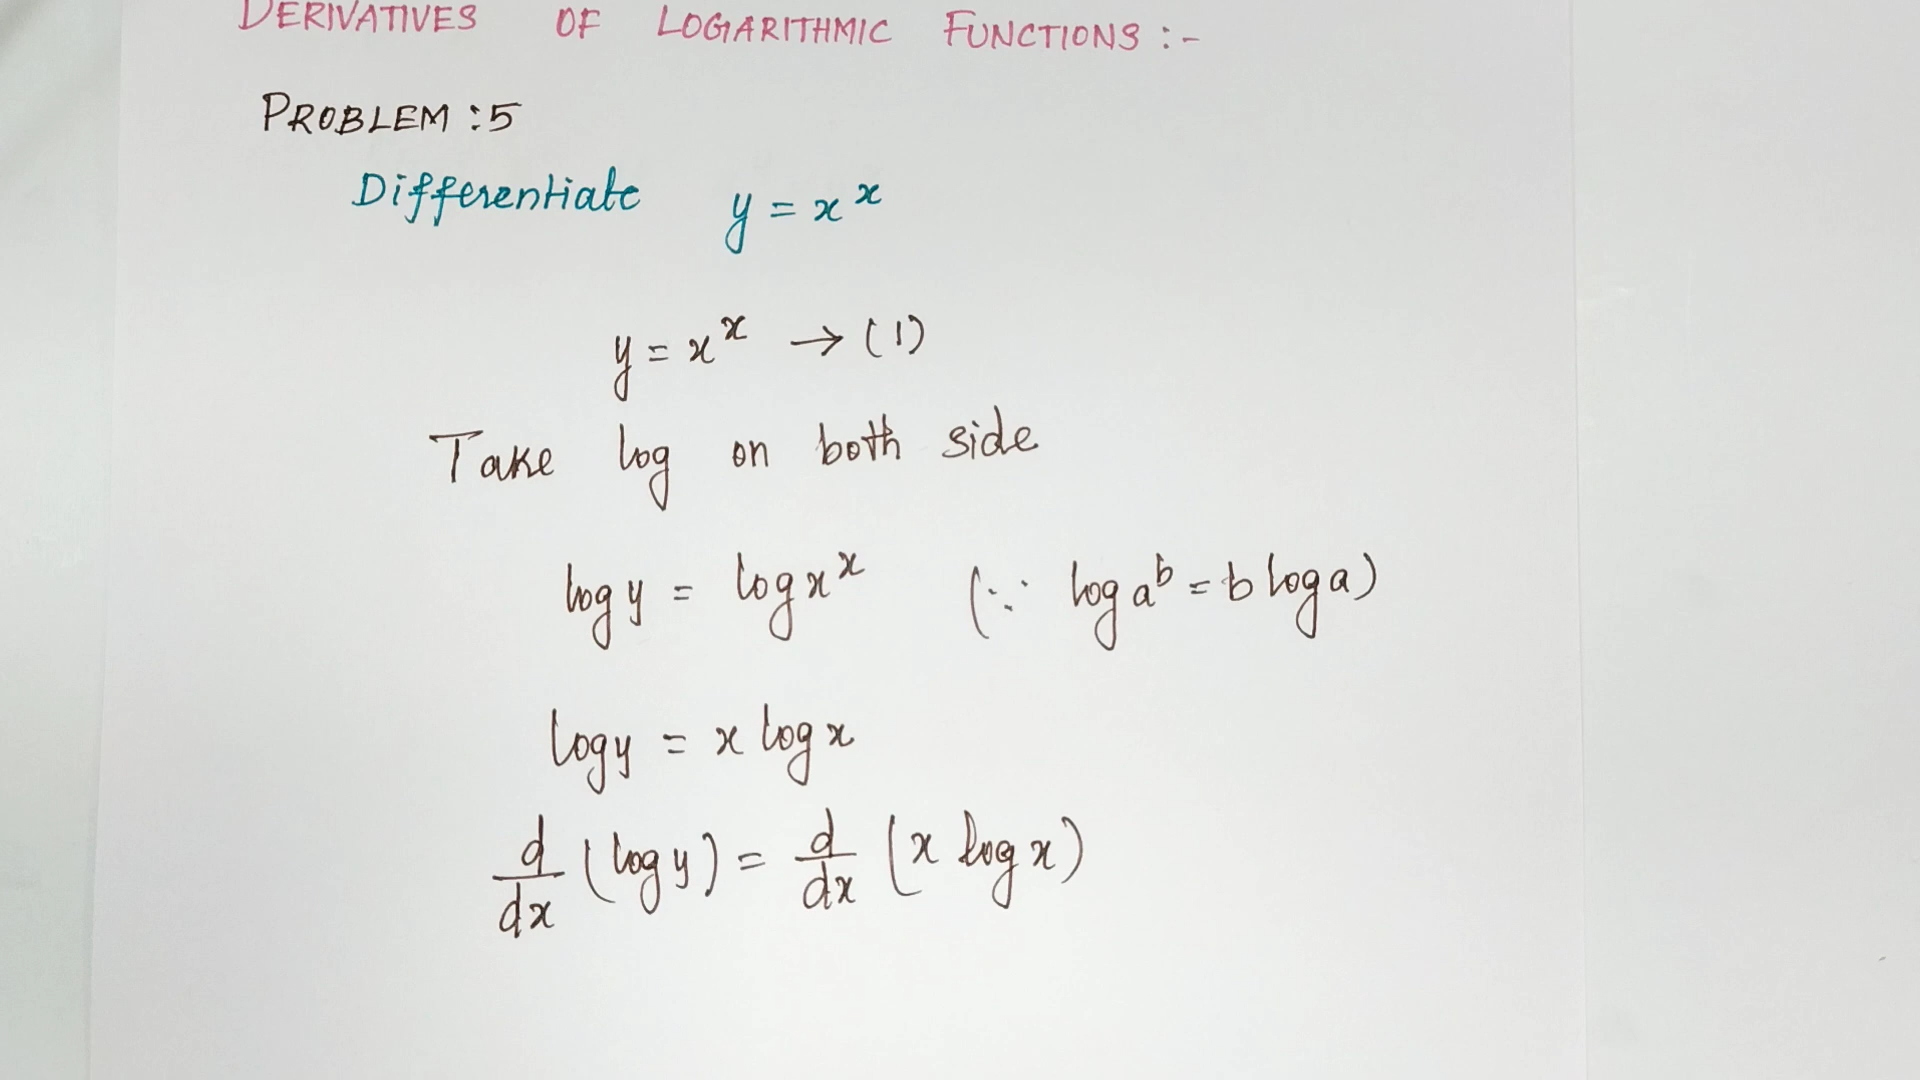 DERIVATIVES OF LOGARITHMIC FUNCTIONS :-
PROBLEM : 5
Differentiate y = x^x
y = x^x → (1)
Take log on both side
log y = log x^x (∵ log a^b = b log a)
log y = x log x
d/dx (log y) = d/dx (x log x)